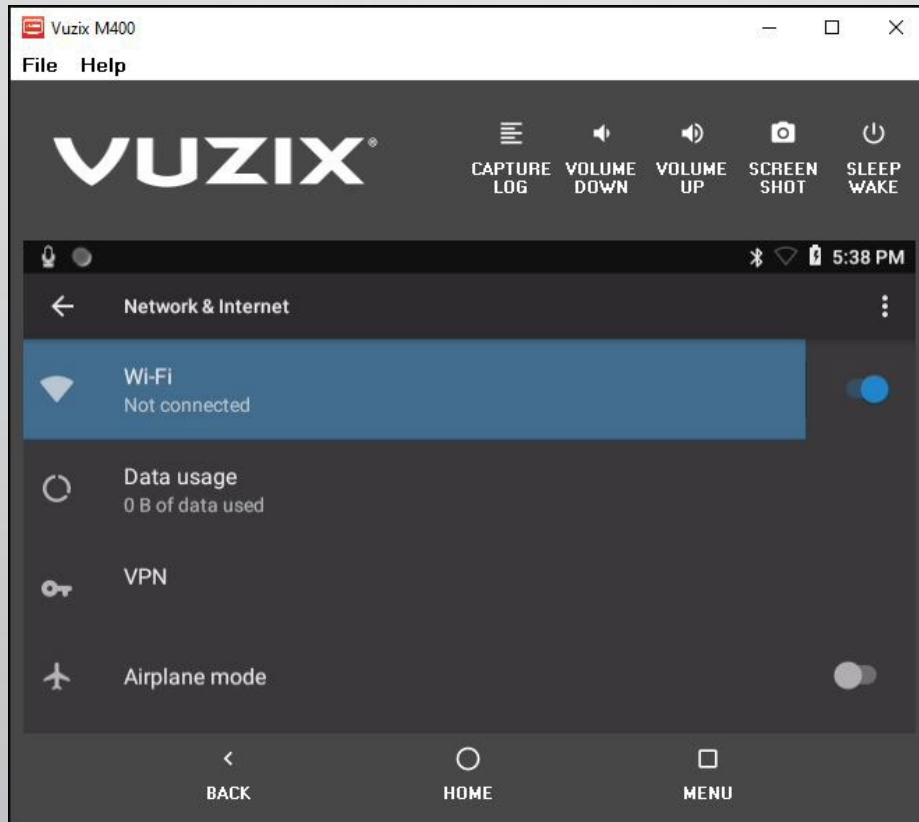 Vuzix M400
File Help
VUZIX®
CAPTURE LOG
VOLUME DOWN
VOLUME UP
SCREEN SHOT
SLEEP WAKE
5:38 PM
Network & Internet
Wi-Fi
Not connected
Data usage
0 B of data used
VPN
Airplane mode
BACK
HOME
MENU